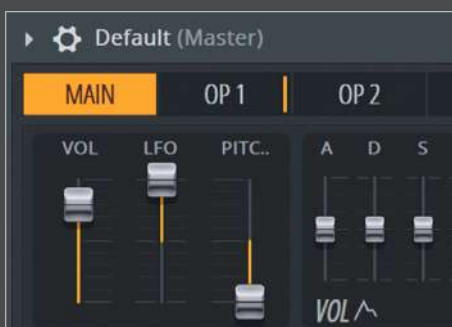 Default (Master)
MAIN OP 1 OP 2
VOL LFO PITC.. A D S
VOL